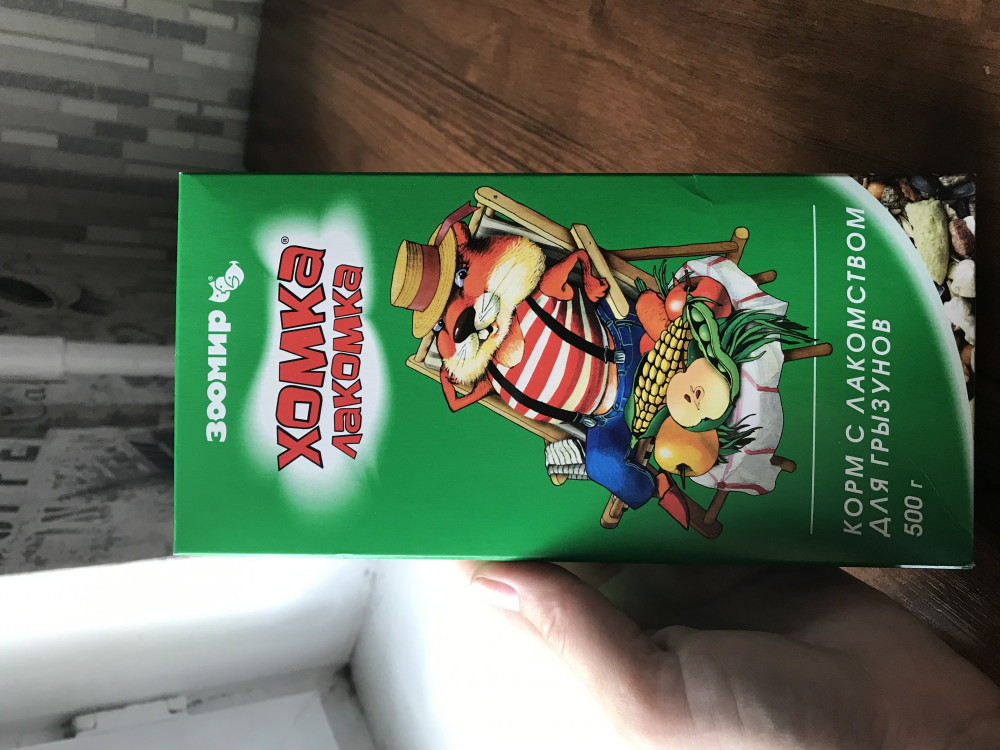 ЗООМИР®
ХОМКА®
ЛАКОМКА
КОРМ С ЛАКОМСТВОМ
ДЛЯ ГРЫЗУНОВ
500 г